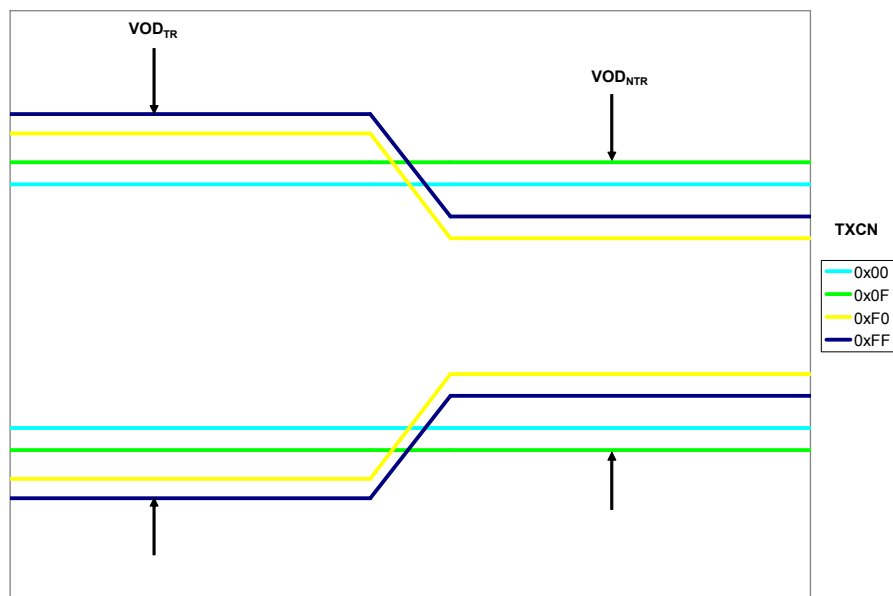 VODTR
VODNTR
TXCN
0x00
0x0F
0xF0
0xFF